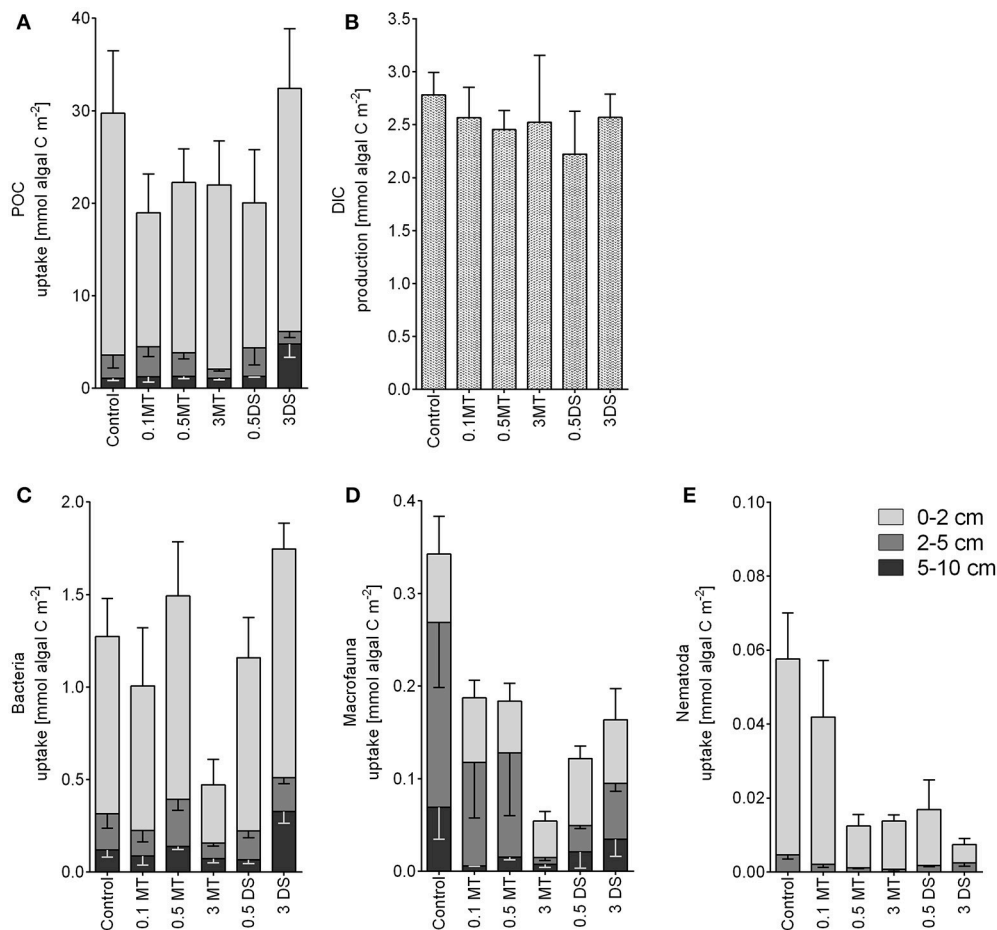 A
40
30
20
10
0
POC
uptake [mmol algal C m-2]
Control
0.1MT
0.5MT
3MT
0.5DS
3DS
B
3.5
3.0
2.5
2.0
1.5
1.0
0.5
0.0
DIC
production [mmol algal C m-2]
Control
0.1MT
0.5MT
3MT
0.5DS
3DS
C
2.0
1.5
1.0
0.5
0.0
Bacteria
uptake [mmol algal C m-2]
Control
0.1 MT
0.5 MT
3 MT
0.5 DS
3 DS
D
0.4
0.3
0.2
0.1
0.0
Macrofauna
uptake [mmol algal C m-2]
Control
0.1 MT
0.5 MT
3 MT
0.5 DS
3 DS
E
0.10
0.08
0.06
0.04
0.02
0.00
Nematoda
uptake [mmol algal C m-2]
Control
0.1 MT
0.5 MT
3 MT
0.5 DS
3 DS
0-2 cm
2-5 cm
5-10 cm